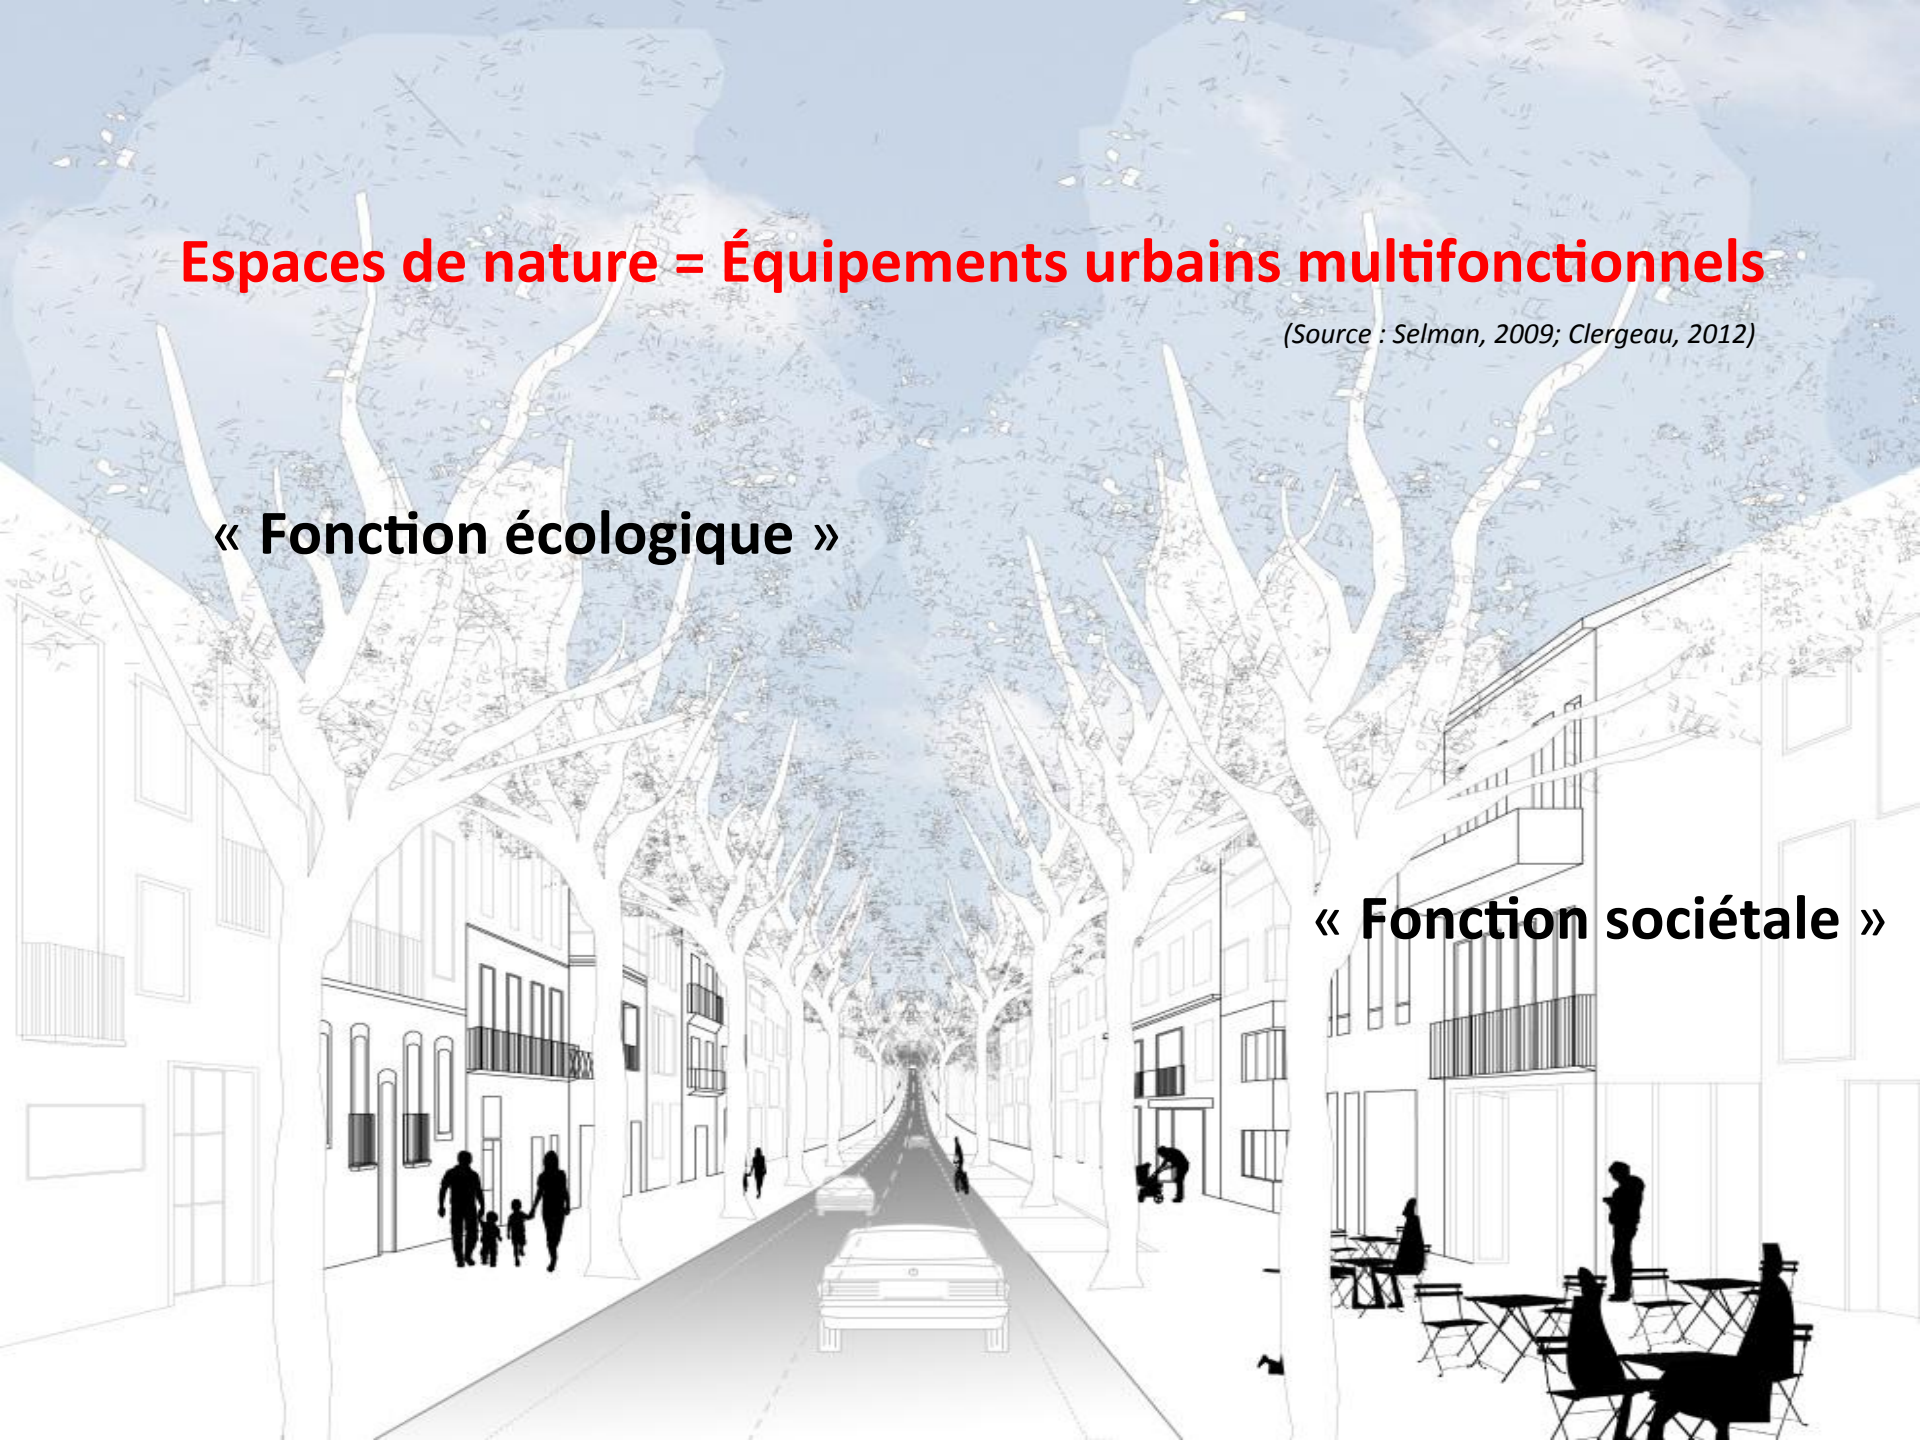 Espaces de nature = Équipements urbains multifonctionnels
(Source : Selman, 2009; Clergeau, 2012)
« Fonction écologique »
« Fonction sociétale »